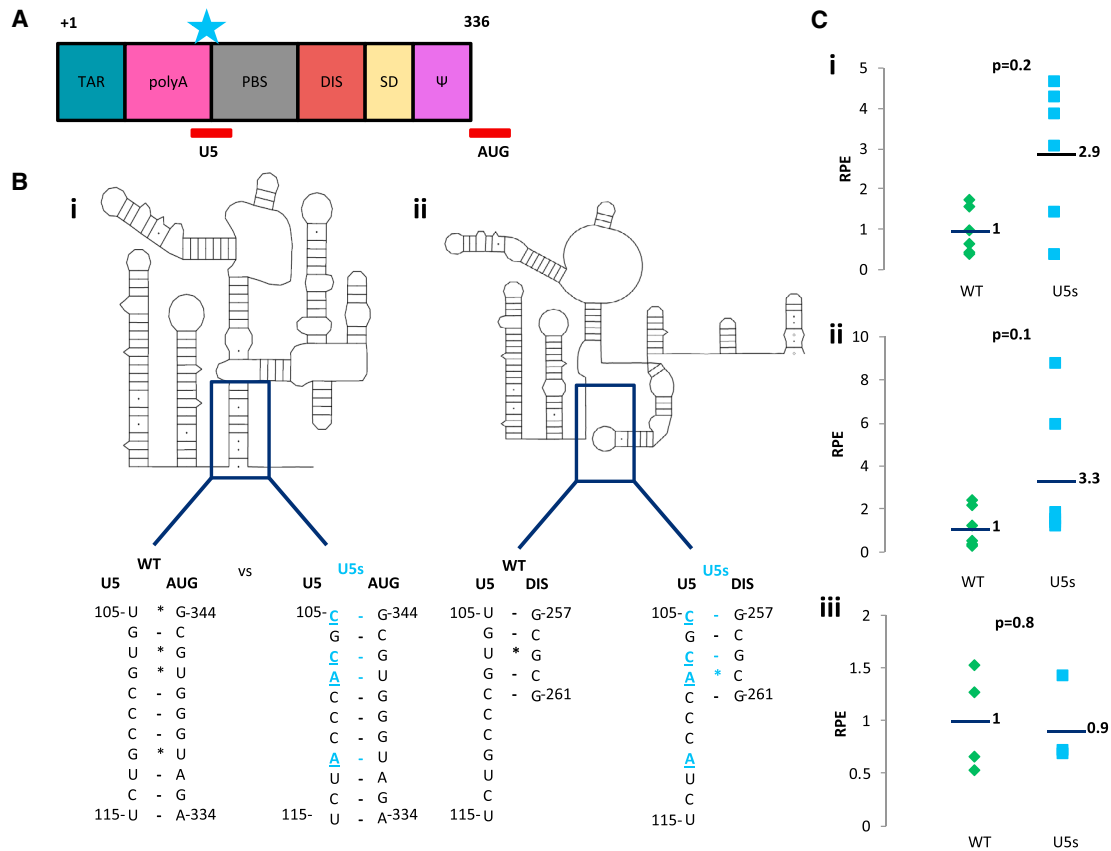 A
+1
336
TAR
polyA
PBS
DIS
SD
Ψ
U5
AUG
B
i
ii
WT
vs
U5s
U5 AUG
U5 AUG
105- U * G -344
G - C
U * G
G * U
C - C
C - G
C - G
G * U
U - A
C - G
115- U - A -334
105- C - G -344
G - C
C - G
A - U
C - C
C - G
C - G
A - U
U - A
C - G
115- U - A -334
WT
U5s
U5 DIS
U5 DIS
105- U - G -257
G - C
U * G
G - C
C - G -261
C
C
G
U
C
115- U
105- C - G -257
G - C
C - G
A * C
C - G -261
C
C
A
U
C
115- U
C
i
p=0.2
5
4
3
2
1
0
RPE
1
2.9
WT U5s
ii
p=0.1
10
8
6
4
2
0
RPE
1
3.3
WT U5s
iii
p=0.8
2
1.5
1
0.5
0
RPE
1
0.9
WT U5s